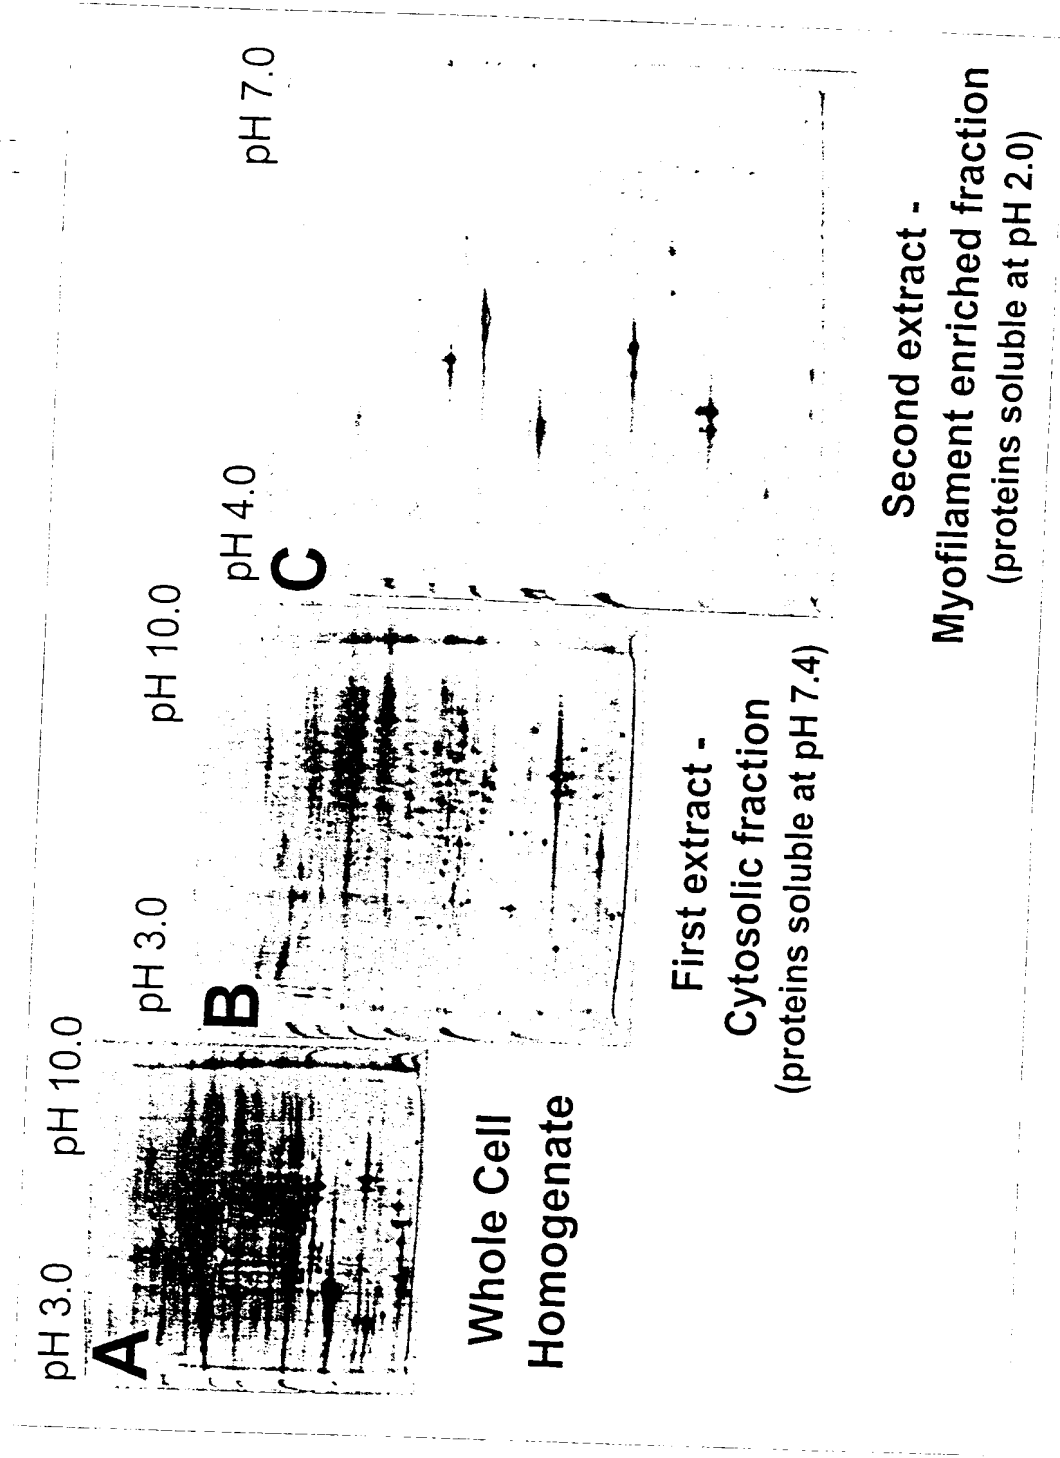 pH 3.0
pH 10.0
A
Whole Cell
Homogenate
pH 3.0
pH 10.0
B
First extract -
Cytosolic fraction
(proteins soluble at pH 7.4)
pH 4.0
pH 7.0
C
Second extract -
Myofilament enriched fraction
(proteins soluble at pH 2.0)